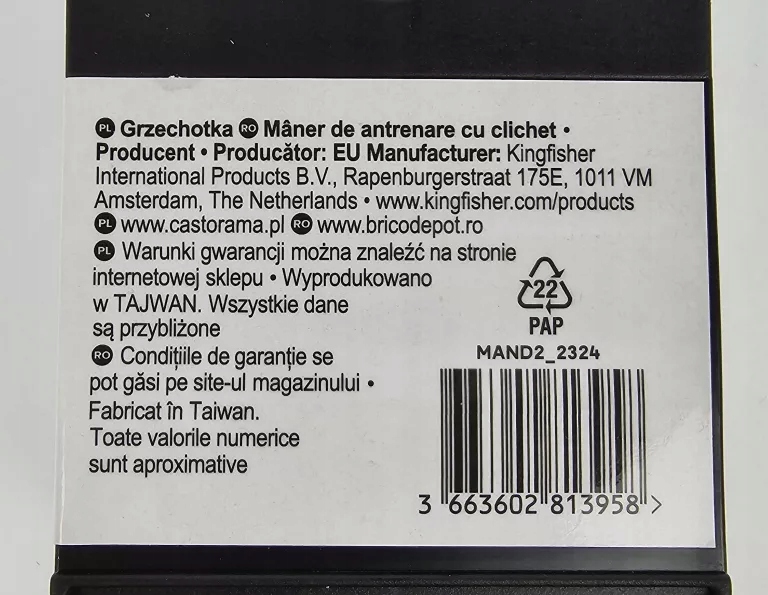 PL Grzechotka RO Mâner de antrenare cu clichet •
Producent • Producător: EU Manufacturer: Kingfisher
International Products B.V., Rapenburgerstraat 175E, 1011 VM
Amsterdam, The Netherlands • www.kingfisher.com/products
PL www.castorama.pl RO www.bricodepot.ro
PL Warunki gwarancji można znaleźć na stronie
internetowej sklepu • Wyprodukowano
w TAJWAN. Wszystkie dane
są przybliżone
RO Condițiile de garanție se
pot găsi pe site-ul magazinului •
Fabricat în Taiwan.
Toate valorile numerice
sunt aproximative
22
PAP
MAND2_2324
3 663602 813958 >